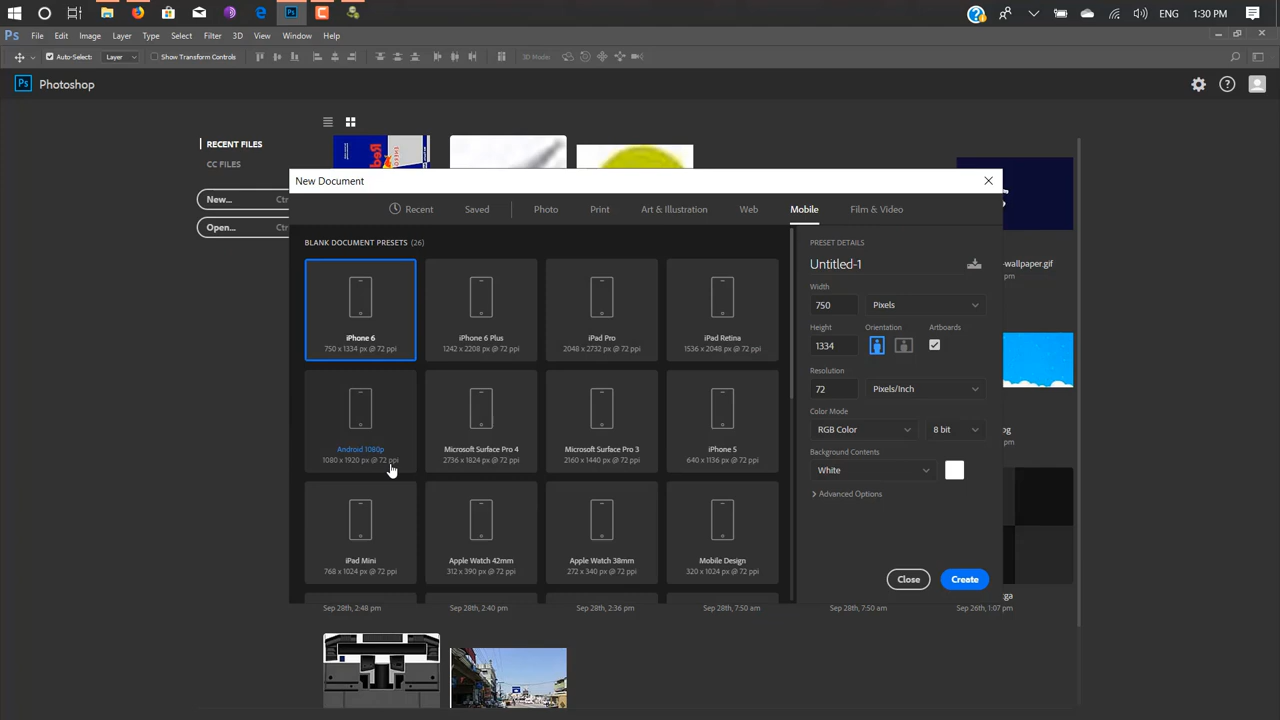 ENG 1:30 PM
Ps File Edit Image Layer Type Select Filter 3D View Window Help
Auto-Select: Layer Show Transform Controls 3D Mode:
Ps Photoshop
RECENT FILES
CC FILES
New... Ctr
Open... Ctr
New Document
Recent Saved Photo Print Art & Illustration Web Mobile Film & Video
BLANK DOCUMENT PRESETS (26)
iPhone 6
750 x 1334 px @ 72 ppi
iPhone 6 Plus
1242 x 2208 px @ 72 ppi
iPad Pro
2048 x 2732 px @ 72 ppi
iPad Retina
1536 x 2048 px @ 72 ppi
Android 1080p
1080 x 1920 px @ 72 ppi
Microsoft Surface Pro 4
2736 x 1824 px @ 72 ppi
Microsoft Surface Pro 3
2160 x 1440 px @ 72 ppi
iPhone 5
640 x 1136 px @ 72 ppi
iPad Mini
768 x 1024 px @ 72 ppi
Apple Watch 42mm
312 x 390 px @ 72 ppi
Apple Watch 38mm
272 x 340 px @ 72 ppi
Mobile Design
320 x 1024 px @ 72 ppi
PRESET DETAILS
Untitled-1
Width
750 Pixels
Height Orientation Artboards
1334
Resolution
72 Pixels/Inch
Color Mode
RGB Color 8 bit
Background Contents
White
Advanced Options
Close Create
-wallpaper.gif
pm
pg
pm
ga
Sep 28th, 2:48 pm Sep 28th, 2:40 pm Sep 28th, 2:36 pm Sep 28th, 7:50 am Sep 28th, 7:50 am Sep 26th, 1:07 pm